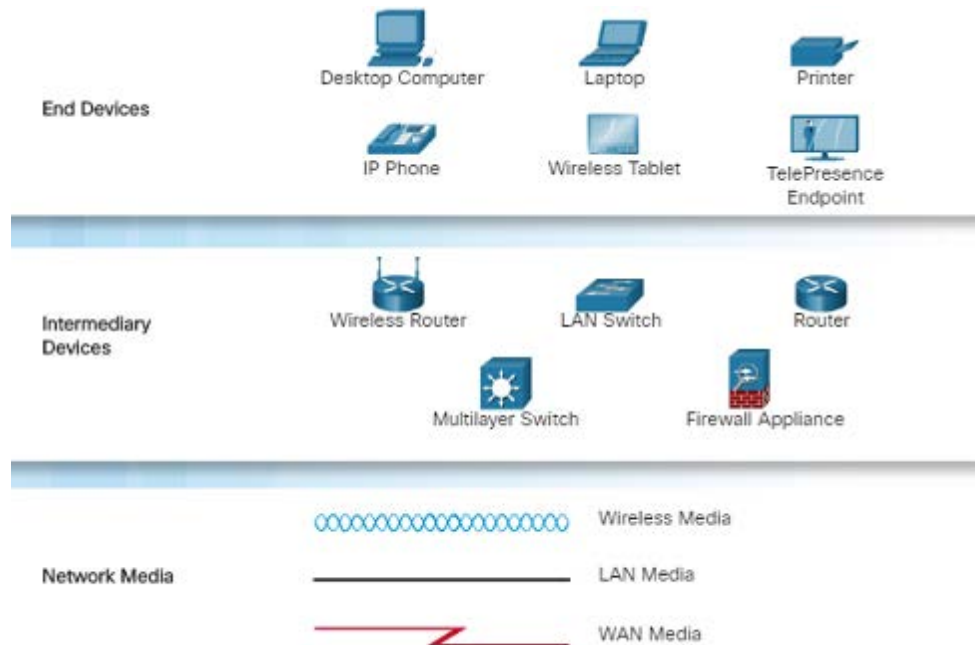 Desktop Computer
Laptop
Printer
End Devices
IP Phone
Wireless Tablet
TelePresence
Endpoint
Wireless Router
LAN Switch
Router
Intermediary
Devices
Multilayer Switch
Firewall Appliance
Wireless Media
Network Media
LAN Media
WAN Media